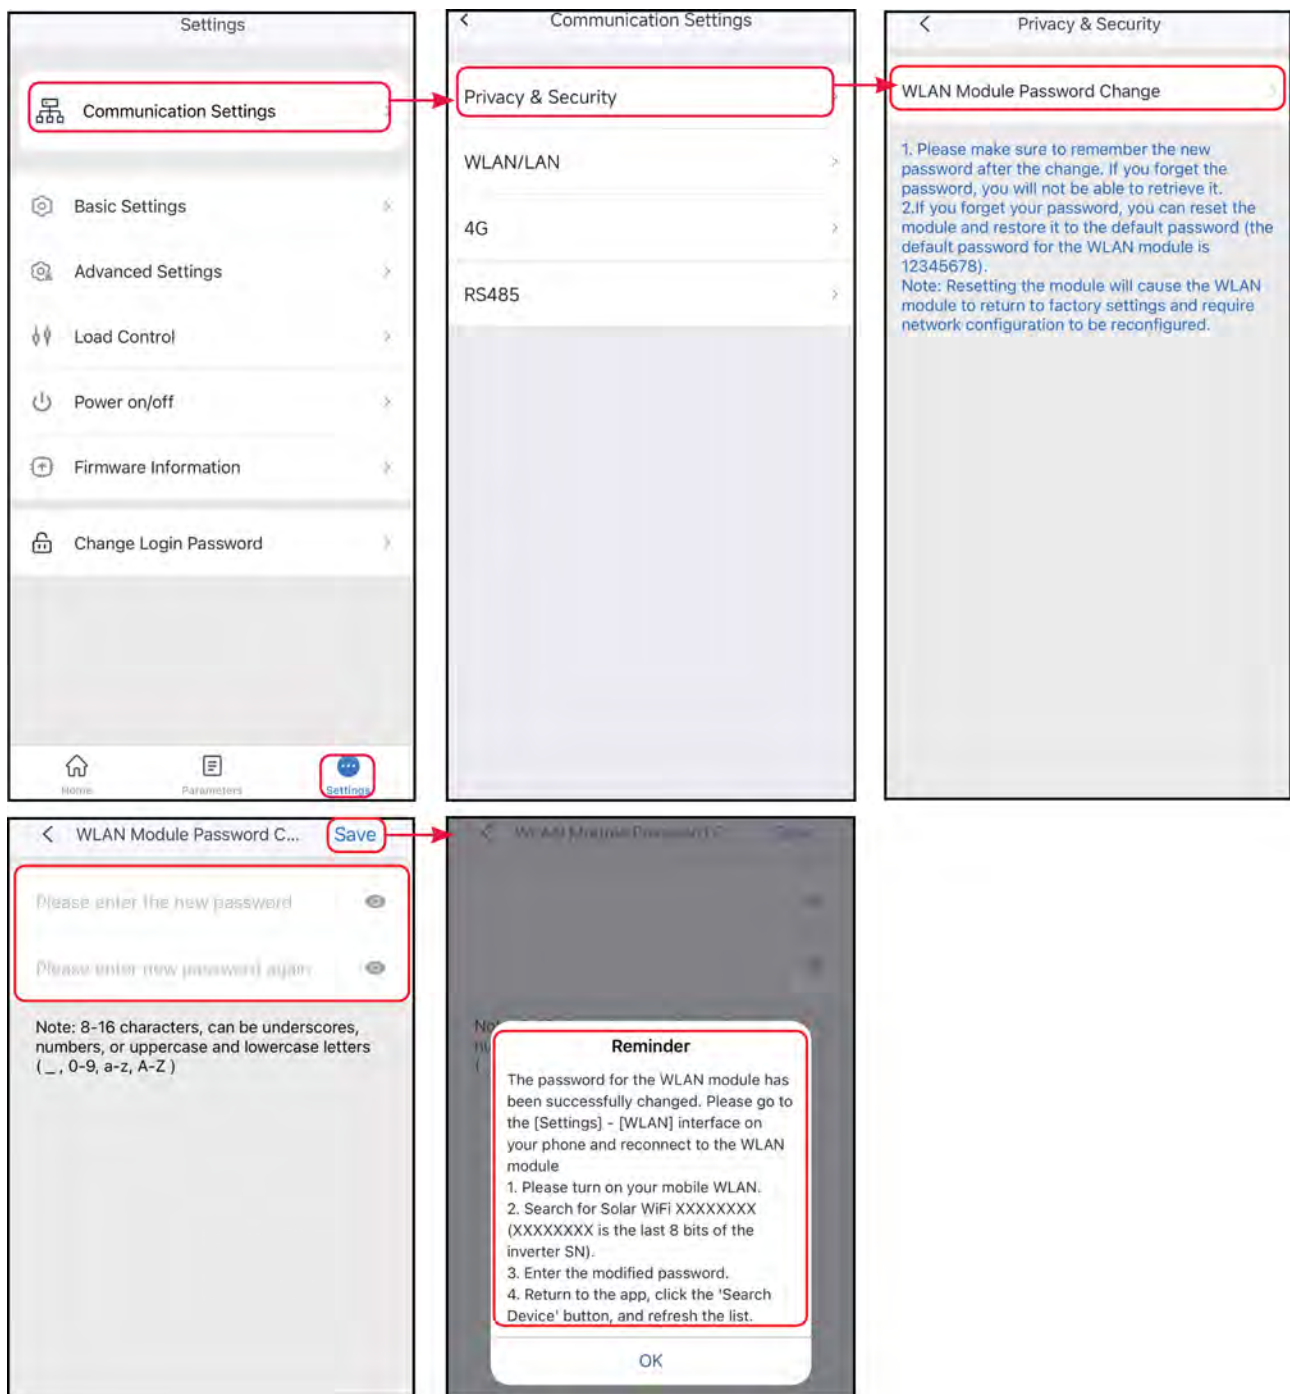 Settings
Communication Settings
Basic Settings
Advanced Settings
Load Control
Power on/off
Firmware Information
Change Login Password
Home
Parameters
Settings
Communication Settings
Privacy & Security
WLAN/LAN
4G
RS485
Privacy & Security
WLAN Module Password Change
1. Please make sure to remember the new
password after the change. If you forget the
password, you will not be able to retrieve it.
2.If you forget your password, you can reset the
module and restore it to the default password (the
default password for the WLAN module is
12345678).
Note: Resetting the module will cause the WLAN
module to return to factory settings and require
network configuration to be reconfigured.
WLAN Module Password C...
Save
Please enter the new password
Please enter new password again
Note: 8-16 characters, can be underscores,
numbers, or uppercase and lowercase letters
( _ , 0-9, a-z, A-Z )
WLAN Module Password C...
Save
Reminder
The password for the WLAN module has
been successfully changed. Please go to
the [Settings] - [WLAN] interface on
your phone and reconnect to the WLAN
module
1. Please turn on your mobile WLAN.
2. Search for Solar WiFi XXXXXXXX
(XXXXXXXX is the last 8 bits of the
inverter SN).
3. Enter the modified password.
4. Return to the app, click the 'Search
Device' button, and refresh the list.
OK